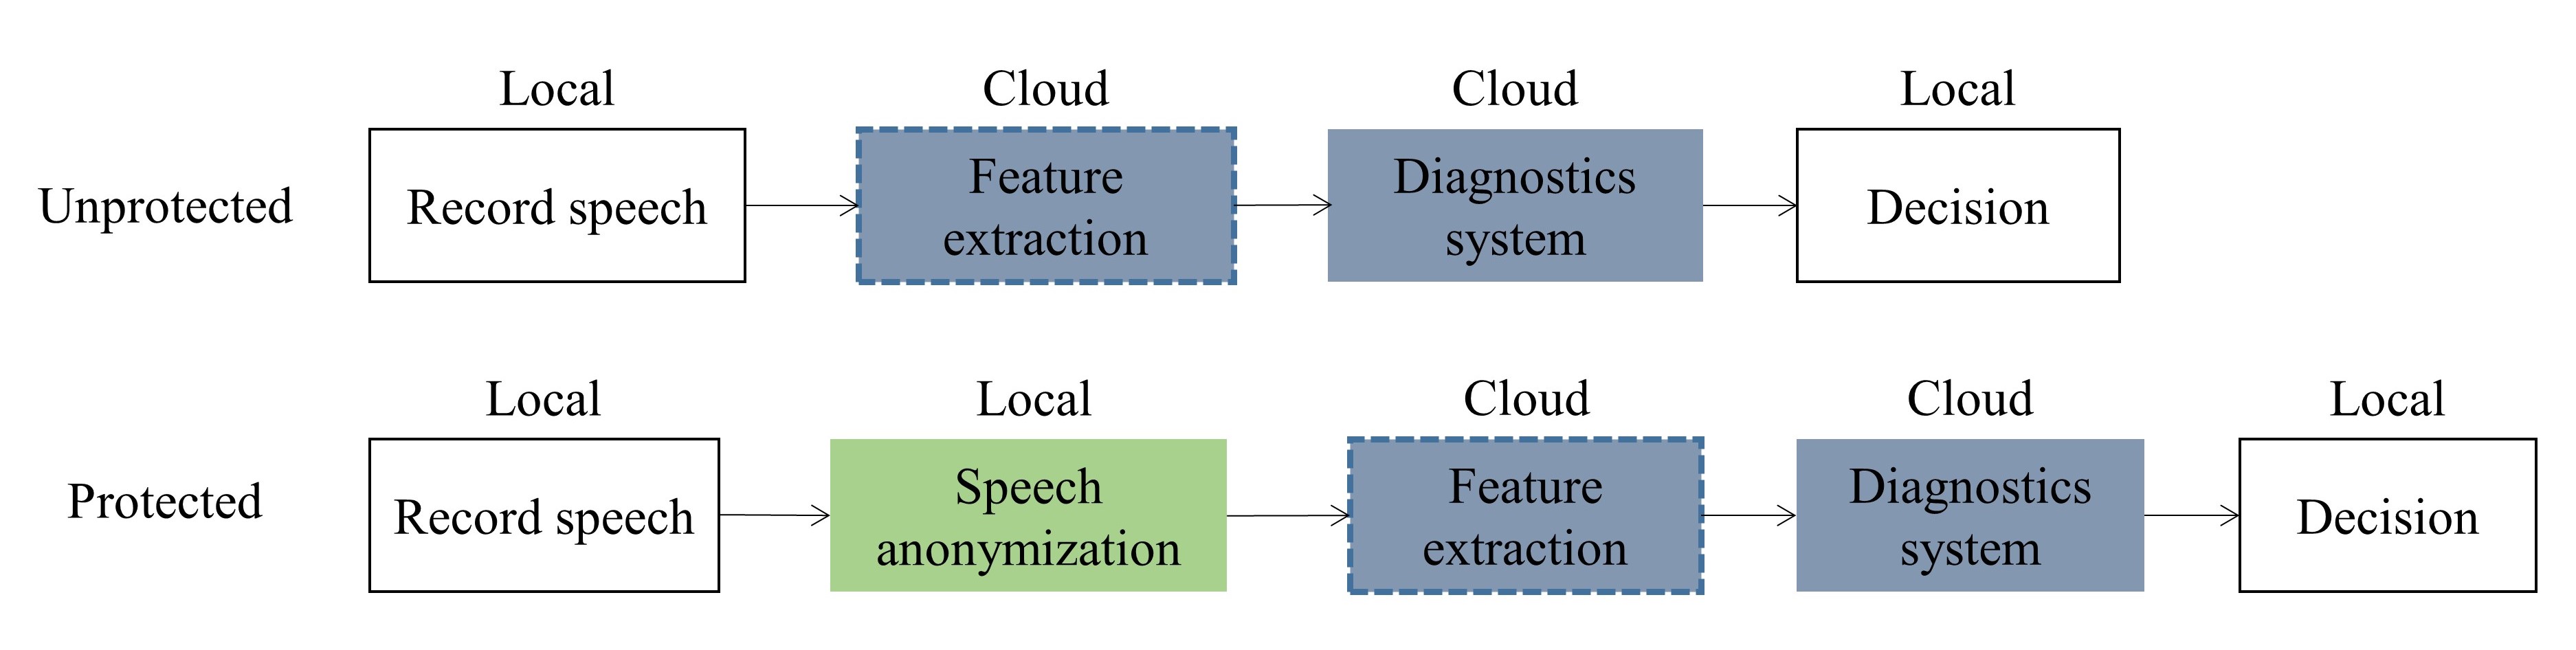 Local
Cloud
Cloud
Local
Unprotected
Record speech
Feature
extraction
Diagnostics
system
Decision
Local
Local
Cloud
Cloud
Local
Protected
Record speech
Speech
anonymization
Feature
extraction
Diagnostics
system
Decision